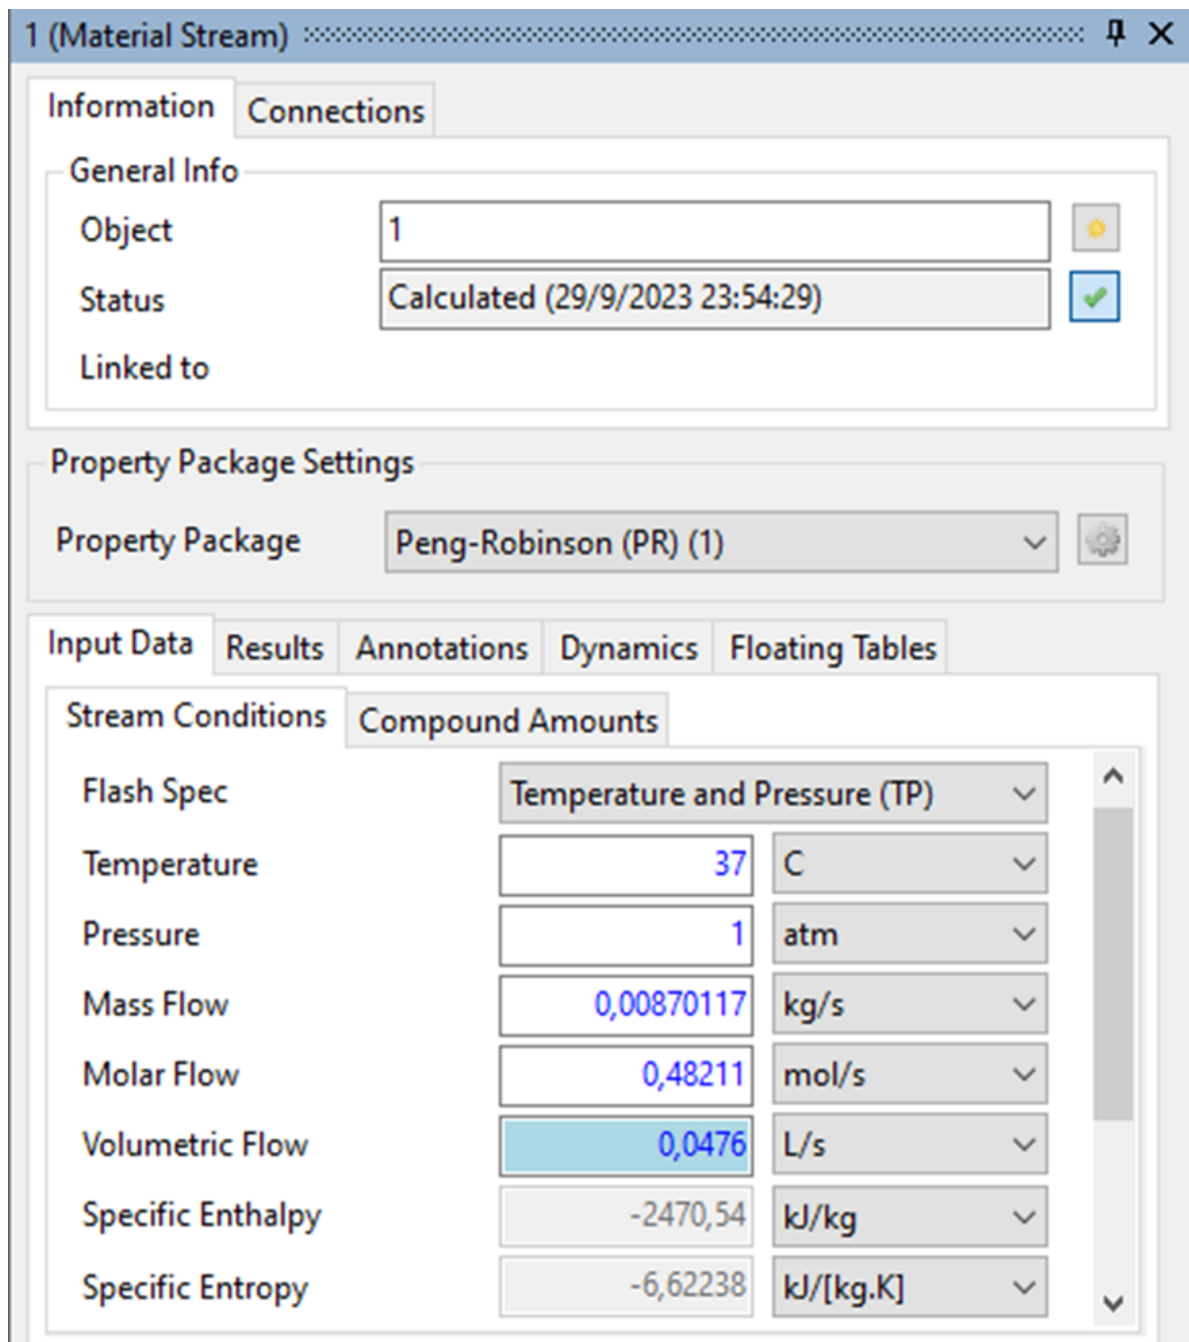 1 (Material Stream)
Information Connections
General Info
Object 1
Status Calculated (29/9/2023 23:54:29)
Linked to
Property Package Settings
Property Package Peng-Robinson (PR) (1)
Input Data Results Annotations Dynamics Floating Tables
Stream Conditions Compound Amounts
Flash Spec Temperature and Pressure (TP)
Temperature 37 C
Pressure 1 atm
Mass Flow 0,00870117 kg/s
Molar Flow 0,48211 mol/s
Volumetric Flow 0,0476 L/s
Specific Enthalpy -2470,54 kJ/kg
Specific Entropy -6,62238 kJ/[kg.K]